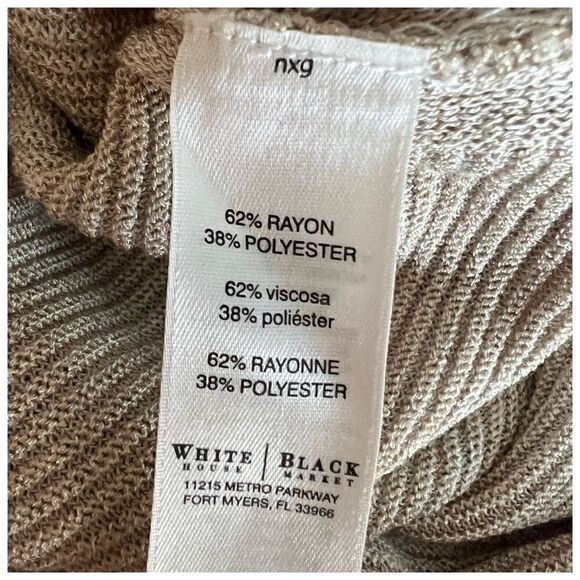 nxg
62% RAYON
38% POLYESTER
62% viscosa
38% poliéster
62% RAYONNE
38% POLYESTER
WHITE | BLACK
HOUSE MARKET
11215 METRO PARKWAY
FORT MYERS, FL 33966